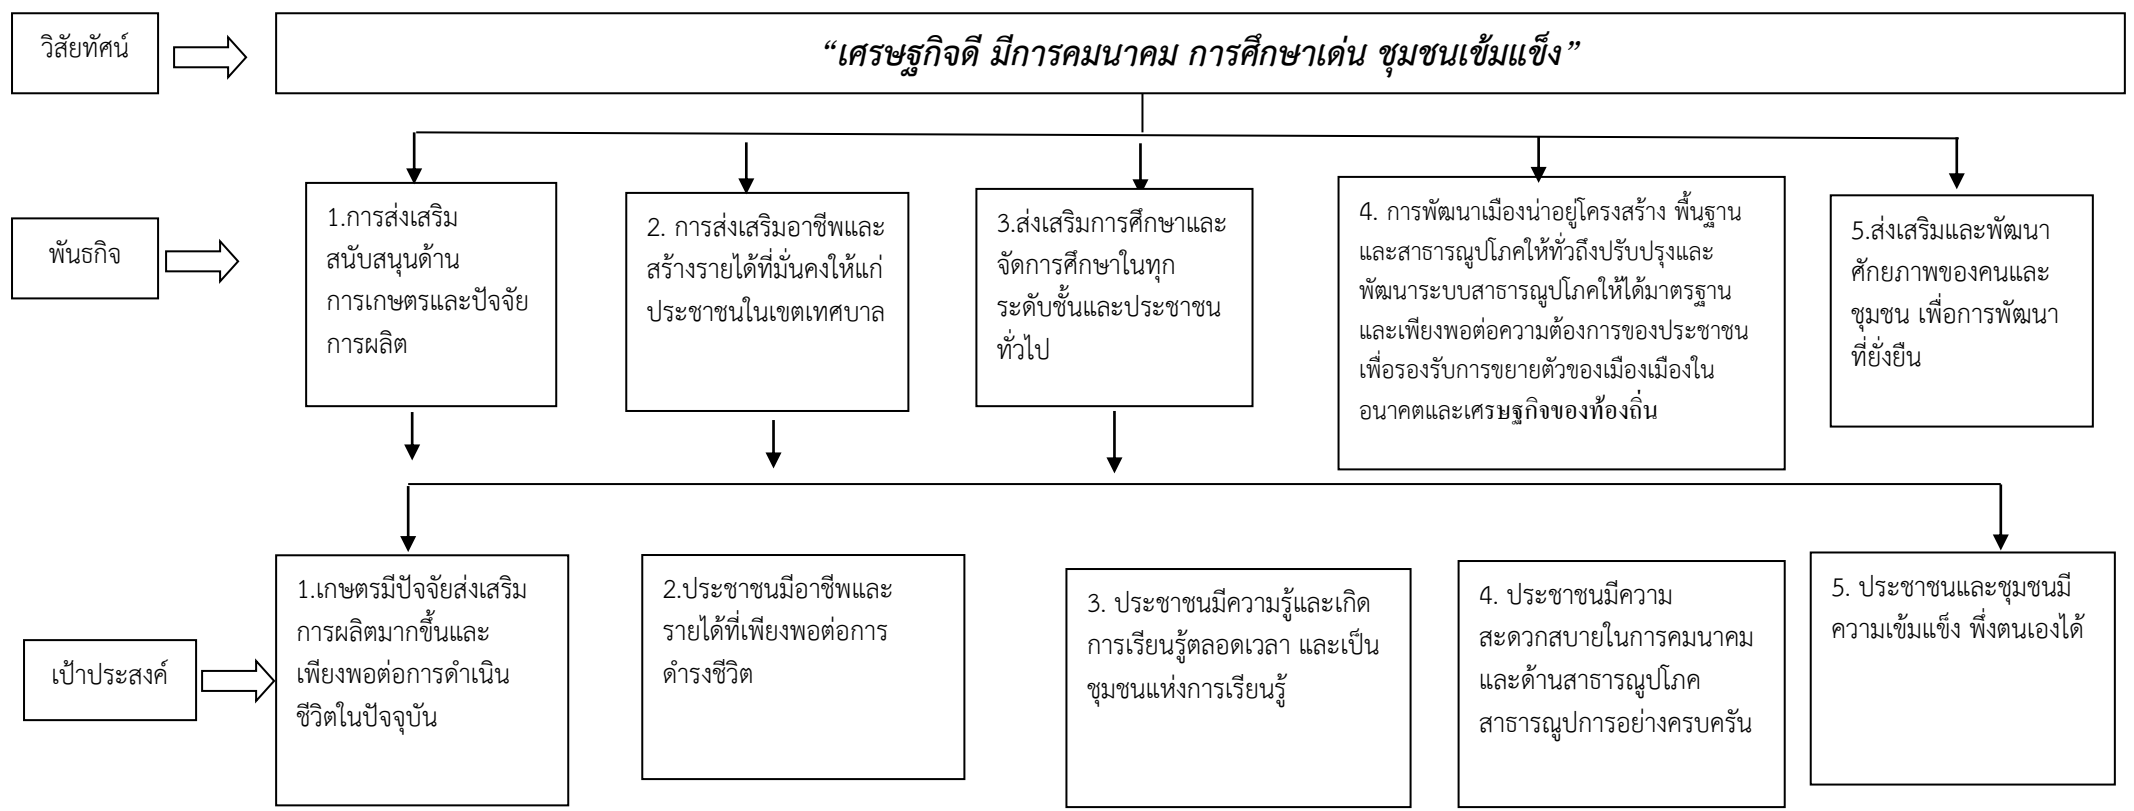 วิสัยทัศน์
“เศรษฐกิจดี มีการคมนาคม การศึกษาเด่น ชุมชนเข้มแข็ง”
พันธกิจ
1.การส่งเสริม
สนับสนุนด้าน
การเกษตรและปัจจัย
การผลิต
2. การส่งเสริมอาชีพและ
สร้างรายได้ที่มั่นคงให้แก่
ประชาชนในเขตเทศบาล
3.ส่งเสริมการศึกษาและ
จัดการศึกษาในทุก
ระดับชั้นและประชาชน
ทั่วไป
4. การพัฒนาเมืองน่าอยู่โครงสร้าง พื้นฐาน
และสาธารณูปโภคให้ทั่วถึงปรับปรุงและ
พัฒนาระบบสาธารณูปโภคให้ได้มาตรฐาน
และเพียงพอต่อความต้องการของประชาชน
เพื่อรองรับการขยายตัวของเมืองเมืองใน
อนาคตและเศรษฐกิจของท้องถิ่น
5.ส่งเสริมและพัฒนา
ศักยภาพของคนและ
ชุมชน เพื่อการพัฒนา
ที่ยั่งยืน
เป้าประสงค์
1.เกษตรมีปัจจัยส่งเสริม
การผลิตมากขึ้นและ
เพียงพอต่อการดำเนิน
ชีวิตในปัจจุบัน
2.ประชาชนมีอาชีพและ
รายได้ที่เพียงพอต่อการ
ดำรงชีวิต
3. ประชาชนมีความรู้และเกิด
การเรียนรู้ตลอดเวลา และเป็น
ชุมชนแห่งการเรียนรู้
4. ประชาชนมีความ
สะดวกสบายในการคมนาคม
และด้านสาธารณูปโภค
สาธารณูปการอย่างครบครัน
5. ประชาชนและชุมชนมี
ความเข้มแข็ง พึ่งตนเองได้